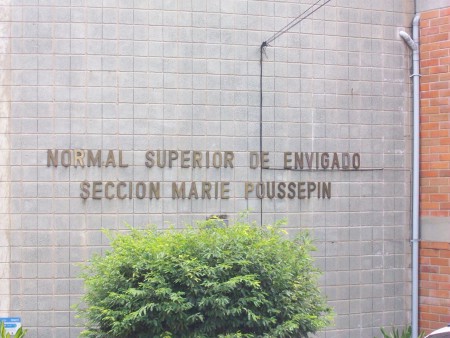 NORMAL SUPERIOR DE ENVIGADO
SECCION MARIE POUSSEPIN